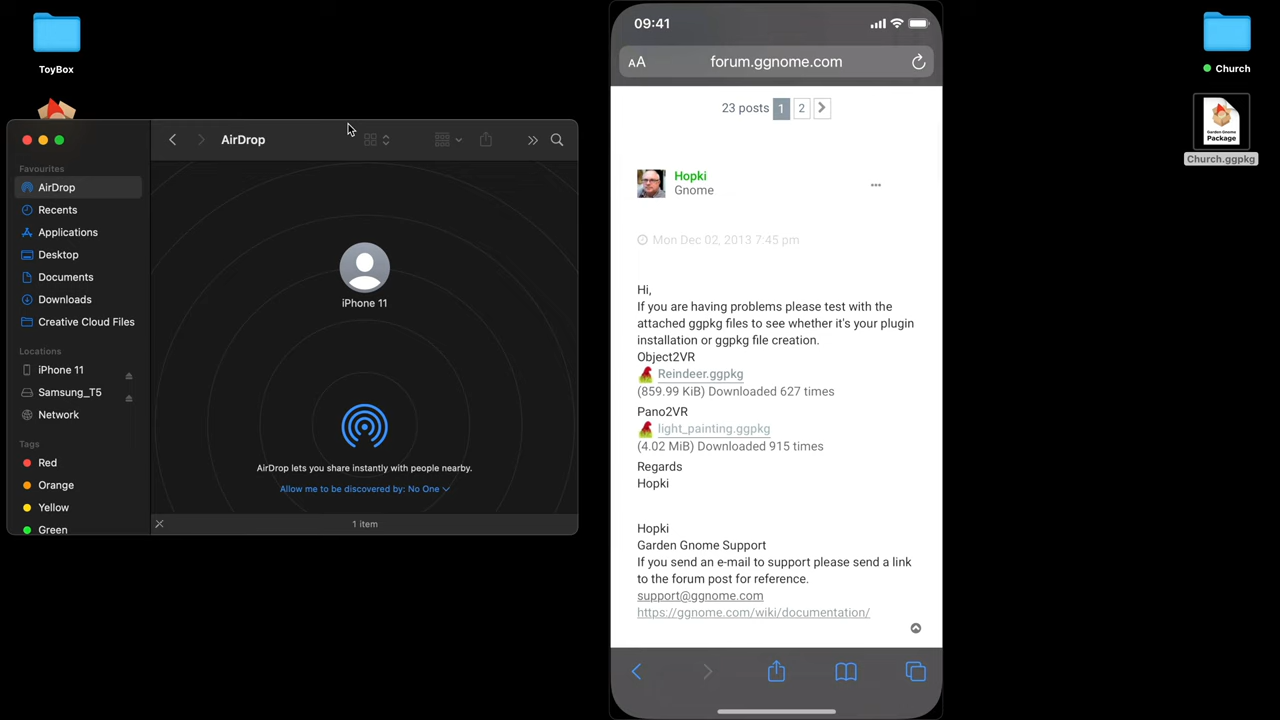 ToyBox
AirDrop
Favourites
AirDrop
Recents
Applications
Desktop
Documents
Downloads
Creative Cloud Files
Locations
iPhone 11
Samsung_T5
Network
Tags
Red
Orange
Yellow
Green
iPhone 11
AirDrop lets you share instantly with people nearby.
Allow me to be discovered by: No One
1 item
09:41
AA
forum.ggnome.com
23 posts 1 2
Hopki
Gnome
Mon Dec 02, 2013 7:45 pm
Hi,
If you are having problems please test with the
attached ggpkg files to see whether it's your plugin
installation or ggpkg file creation.
Object2VR
Reindeer.ggpkg
(859.99 KiB) Downloaded 627 times
Pano2VR
light_painting.ggpkg
(4.02 MiB) Downloaded 915 times
Regards
Hopki
Hopki
Garden Gnome Support
If you send an e-mail to support please send a link
to the forum post for reference.
support@ggnome.com
https://ggnome.com/wiki/documentation/
Church
Garden Gnome
Package
Church.ggpkg